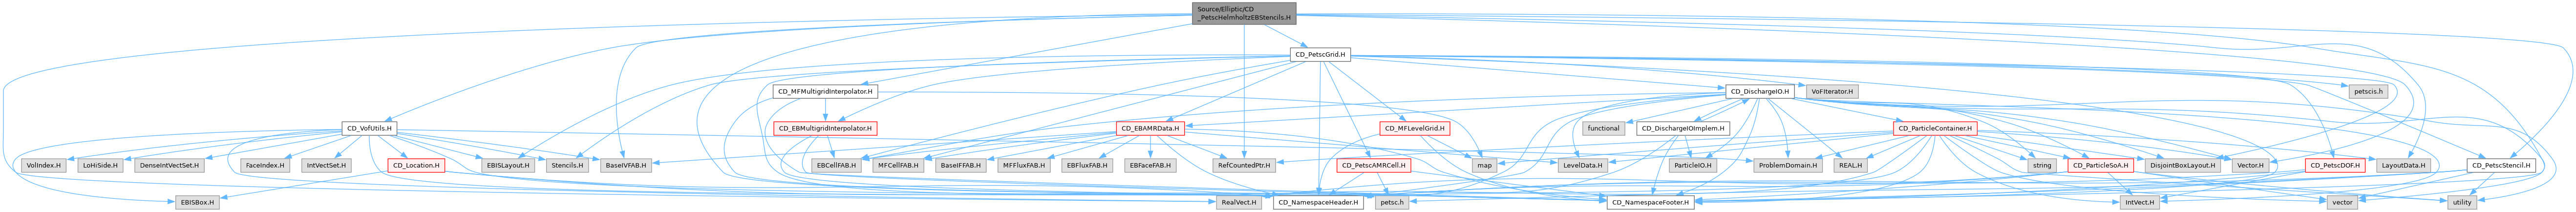 Source/Elliptic/CD
_PetscHelmholtzEBStencils.H
CD_PetscGrid.H
CD_MFMultigridInterpolator.H
CD_DischargeIO.H
VoFIterator.H
petscis.h
CD_VofUtils.H
CD_EBMultigridInterpolator.H
CD_EBAMRData.H
CD_MFLevelGrid.H
functional
CD_DischargeIOImplem.H
CD_ParticleContainer.H
VolIndex.H
LoHiSide.H
DenseIntVectSet.H
FaceIndex.H
IntVectSet.H
CD_Location.H
EBISLayout.H
Stencils.H
BaseIVFAB.H
EBCellFAB.H
MFCellFAB.H
BaseIFFAB.H
MFFluxFAB.H
EBFluxFAB.H
EBFaceFAB.H
RefCountedPtr.H
CD_PetscAMRCell.H
map
LevelData.H
ParticleIO.H
ProblemDomain.H
REAL.H
string
CD_ParticleSoA.H
DisjointBoxLayout.H
Vector.H
CD_PetscDOF.H
LayoutData.H
CD_PetscStencil.H
EBISBox.H
RealVect.H
CD_NamespaceHeader.H
petsc.h
CD_NamespaceFooter.H
IntVect.H
vector
utility